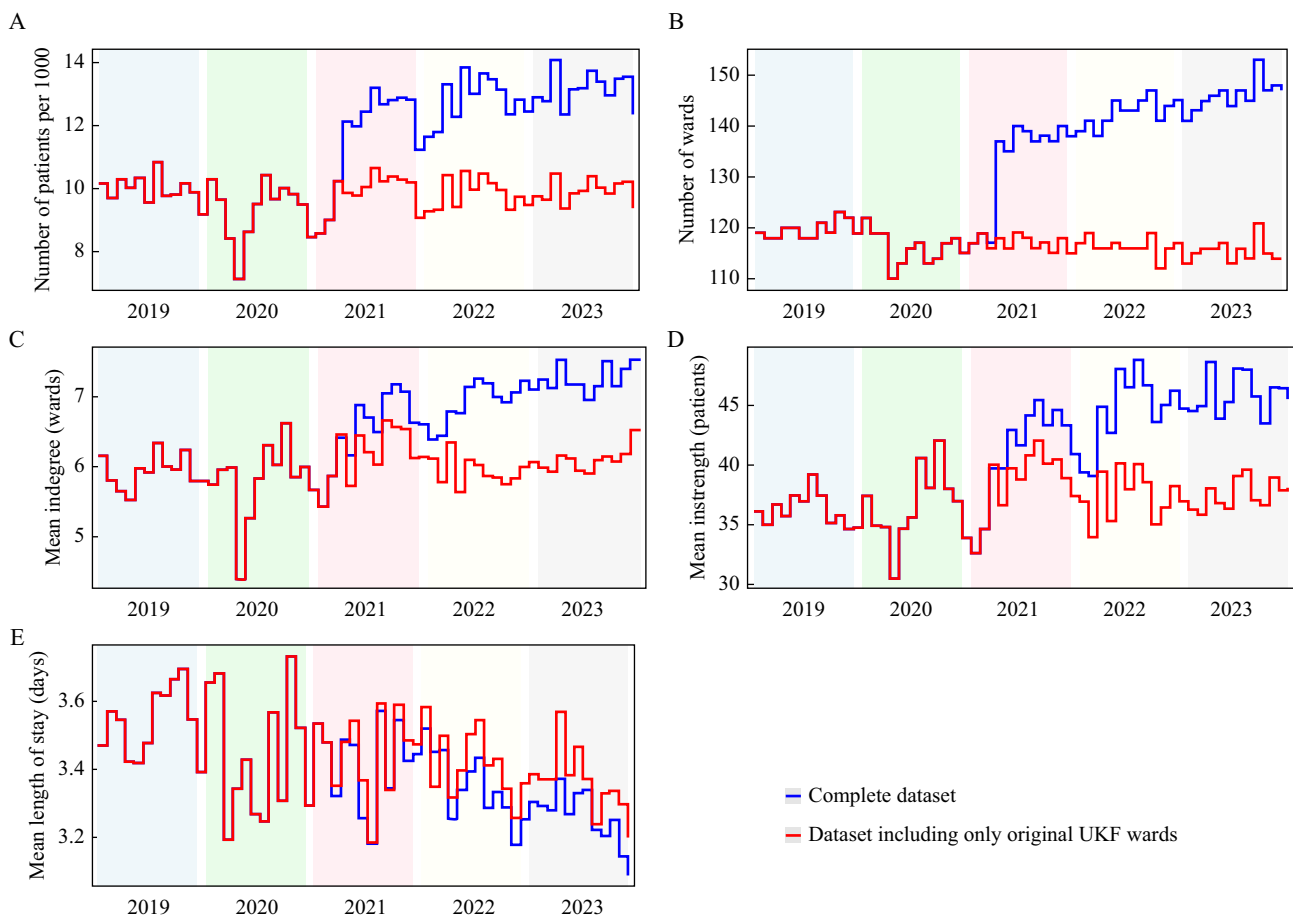 A
Number of patients per 1000
14
12
10
8
2019 2020 2021 2022 2023
B
Number of wards
150
140
130
120
110
2019 2020 2021 2022 2023
C
Mean indegree (wards)
7
6
5
2019 2020 2021 2022 2023
D
Mean instrength (patients)
45
40
35
30
2019 2020 2021 2022 2023
E
Mean length of stay (days)
3.6
3.4
3.2
2019 2020 2021 2022 2023
Complete dataset
Dataset including only original UKF wards